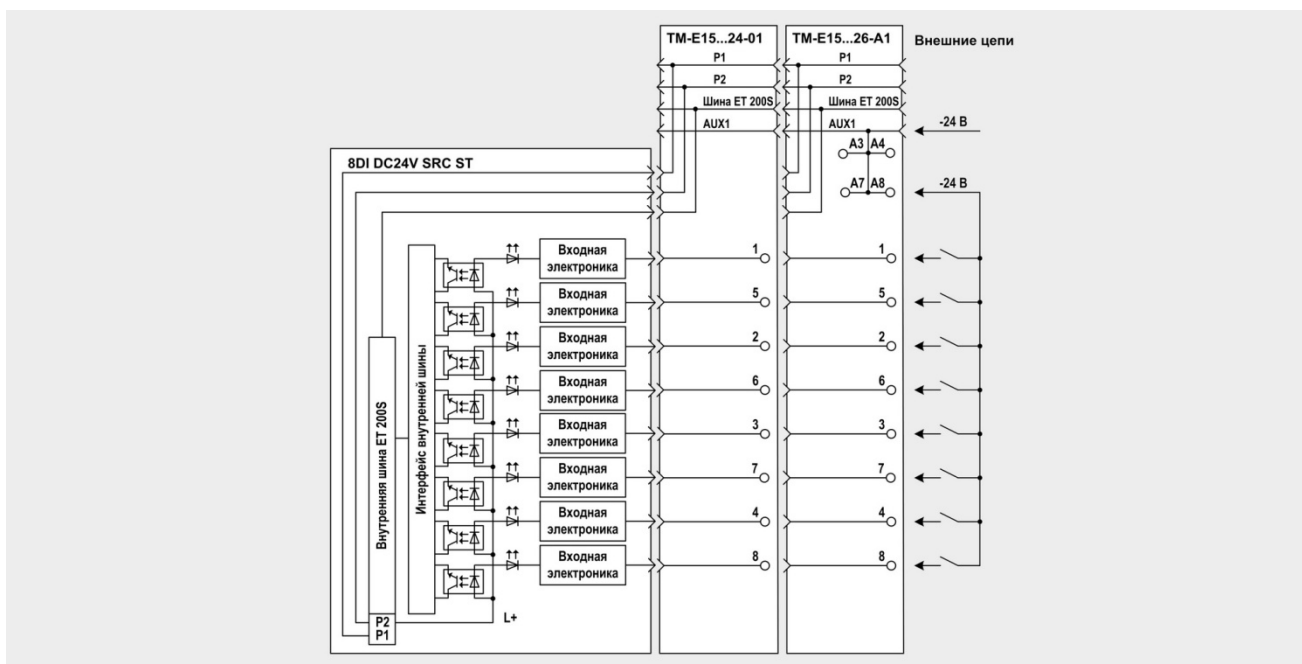 TM-E15...24-01
TM-E15...26-A1
Внешние цепи
P1
P1
P2
P2
Шина ET 200S
Шина ET 200S
AUX1
AUX1
-24 В
A3 A4
8DI DC24V SRC ST
A7 A8
-24 В
Входная
электроника
1
1
Входная
электроника
5
5
Входная
электроника
2
2
Входная
электроника
6
6
Входная
электроника
3
3
Входная
электроника
7
7
Входная
электроника
4
4
Входная
электроника
8
8
Внутренняя шина ET 200S
Интерфейс внутренней шины
L+
P2
P1